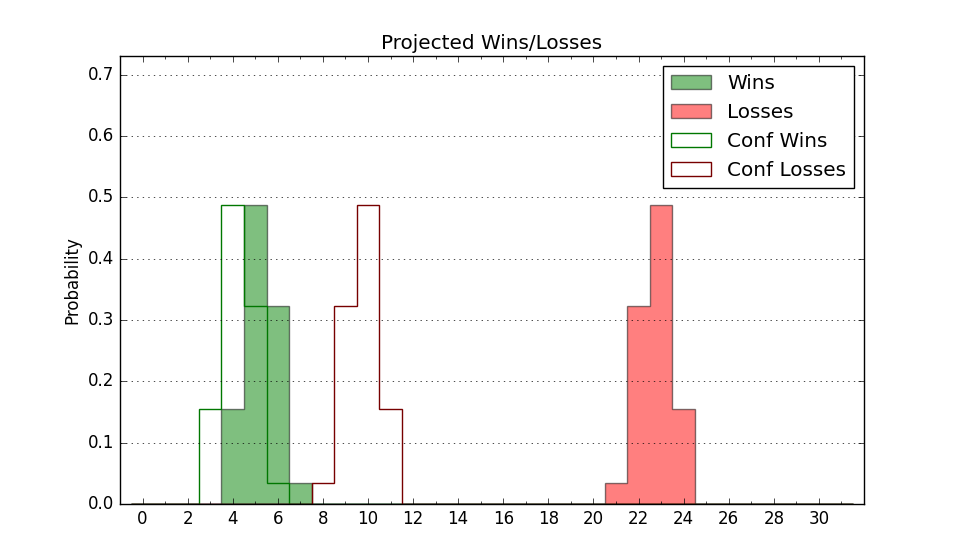 Projected Wins/Losses
Wins
Losses
Conf Wins
Conf Losses
Probability
0.7
0.6
0.5
0.4
0.3
0.2
0.1
0.0
0 2 4 6 8 10 12 14 16 18 20 22 24 26 28 30